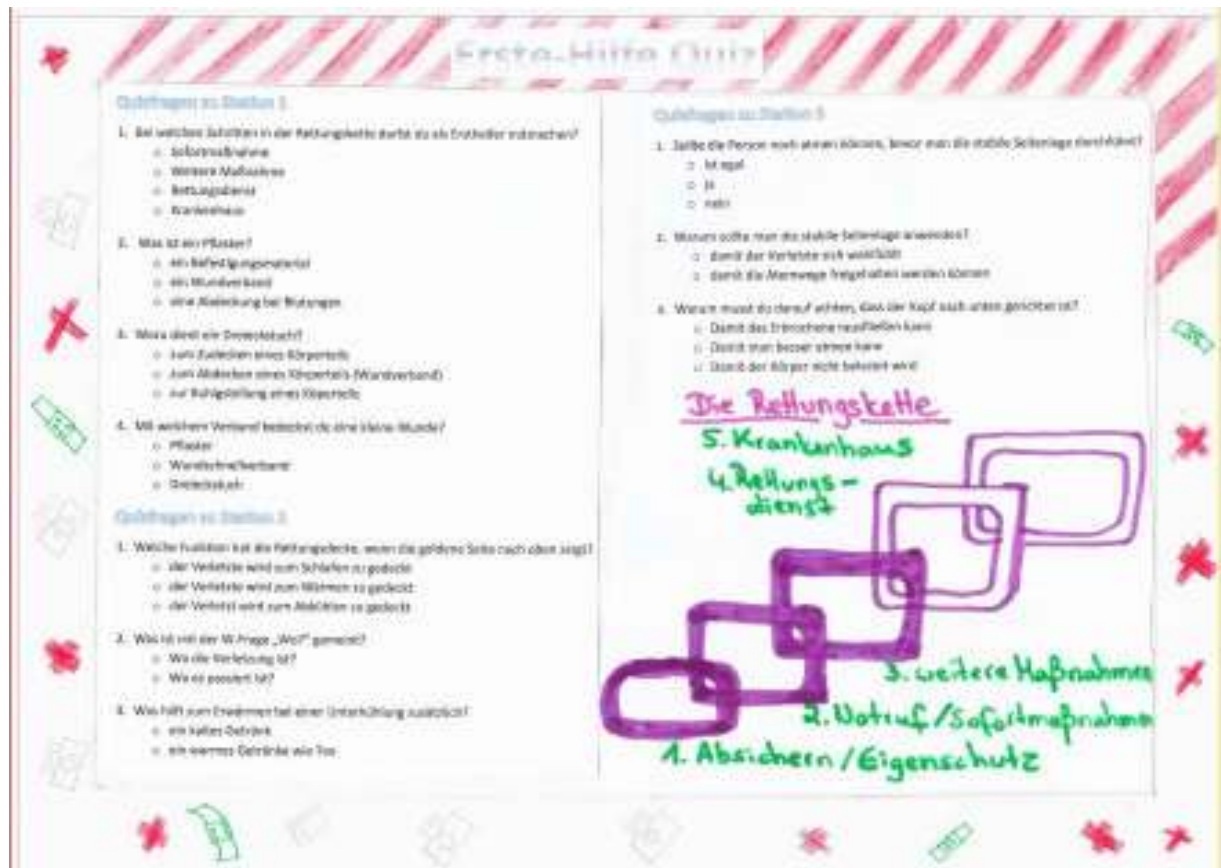 Erste-Hilfe Quiz
Quizfragen zu Station 1
1. Bei welchen Schritten in der Rettungskette darfst du als Ersthelfer mitmachen?
Sofortmaßnahme
Weitere Maßnahme
Rettungsdienst
Krankenhaus
2. Was ist ein Pflaster?
ein Befestigungsmaterial
ein Wundverband
eine Abdeckung bei Blutungen
3. Wozu dient ein Dreieckstuch?
zum Zudecken eines Körperteils
zum Abdecken eines Körperteils (Wundverband)
zur Ruhigstellung eines Köperteils
4. Mit welchem Verband bedeckst du eine kleine Wunde?
Pflaster
Wundschnellverband
Dreieckstuch
Quizfragen zu Station 2
1. Welche Funktion hat die Rettungsdecke, wenn die goldene Seite nach oben zeigt?
der Verletzte wird zum Schlafen zu gedeckt
der Verletzte wird zum Wärmen zu gedeckt
der Verletzt wird zum Abkühlen zu gedeckt
2. Was ist mit der W-Frage „Wo?" gemeint?
Wo die Verletzung ist?
Wo es passiert ist?
3. Was hilft zum Erwärmen bei einer Unterkühlung zusätzlich?
ein kaltes Getränk
ein warmes Getränke wie Tee
Quizfragen zu Station 3
1. Sollte die Person noch atmen können, bevor man die stabile Seitenlage durchführt?
ist egal
ja
nein
2. Warum sollte man die stabile Seitenlage anwenden?
damit der Verletzte sich wohlfühlt
damit die Atemwege freigehalten werden können
3. Warum musst du darauf achten, dass der Kopf nach unten gerichtet ist?
Damit das Erbrochene rausfließen kann
Damit man besser atmen kann
Damit der Körper nicht belastet wird
Die Rettungskette
5. Krankenhaus
4. Rettungs-
dienst
3. weitere Maßnahmen
2. Notruf/Sofortmaßnahmen
1. Absichern/Eigenschutz